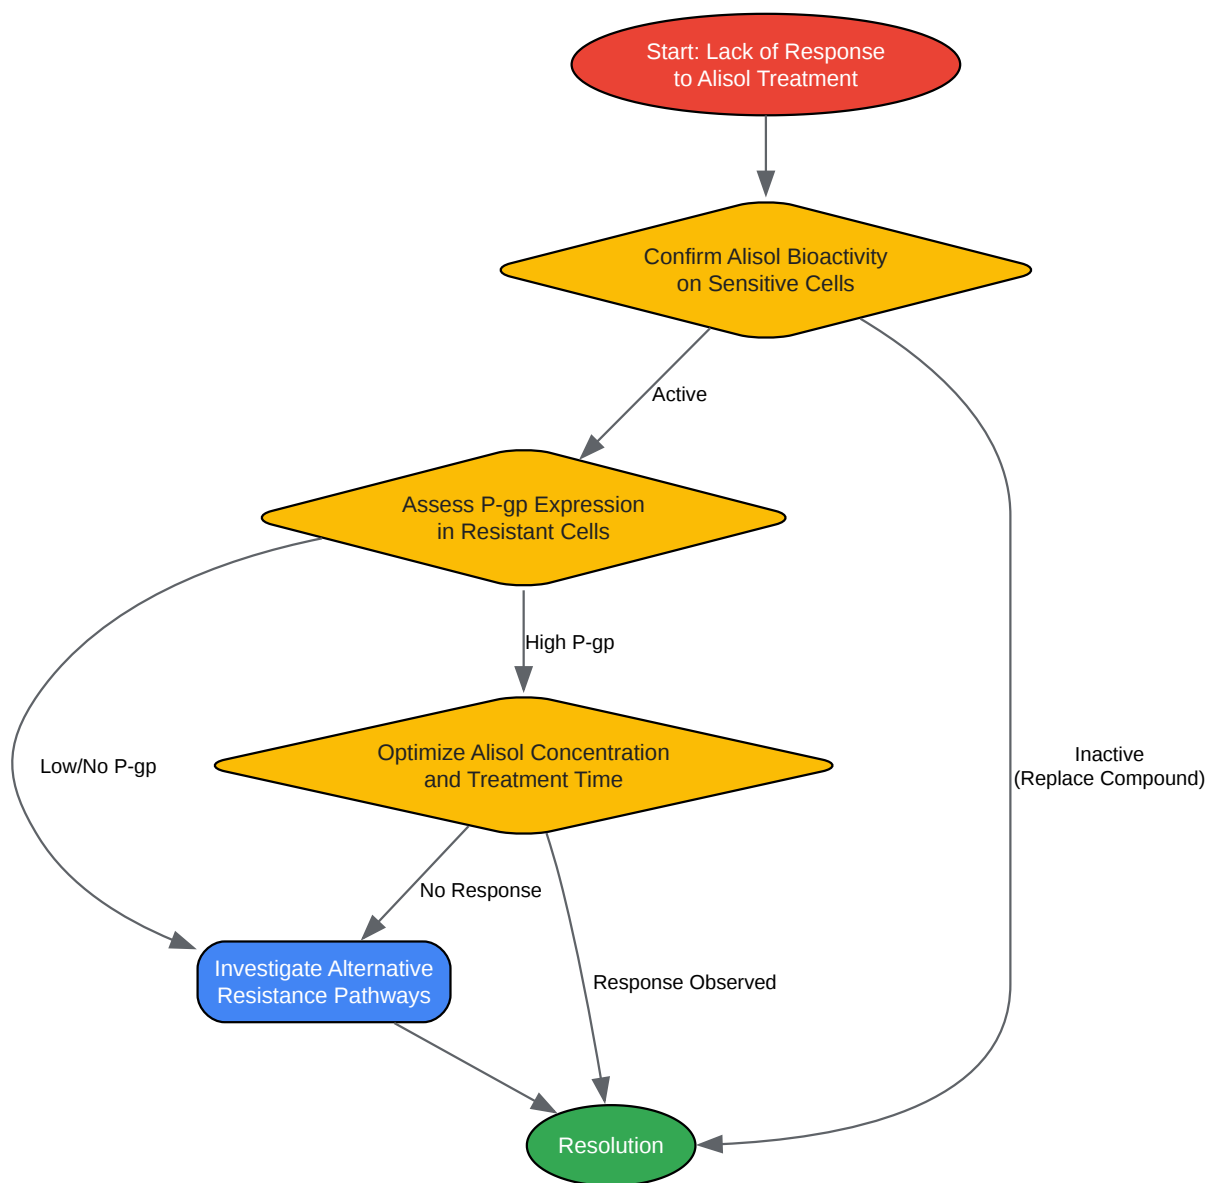 Start: Lack of Response
to Alisol Treatment
Confirm Alisol Bioactivity
on Sensitive Cells
Active
Assess P-gp Expression
in Resistant Cells
High P-gp
Low/No P-gp
Optimize Alisol Concentration
and Treatment Time
Inactive
(Replace Compound)
No Response
Investigate Alternative
Resistance Pathways
Response Observed
Resolution